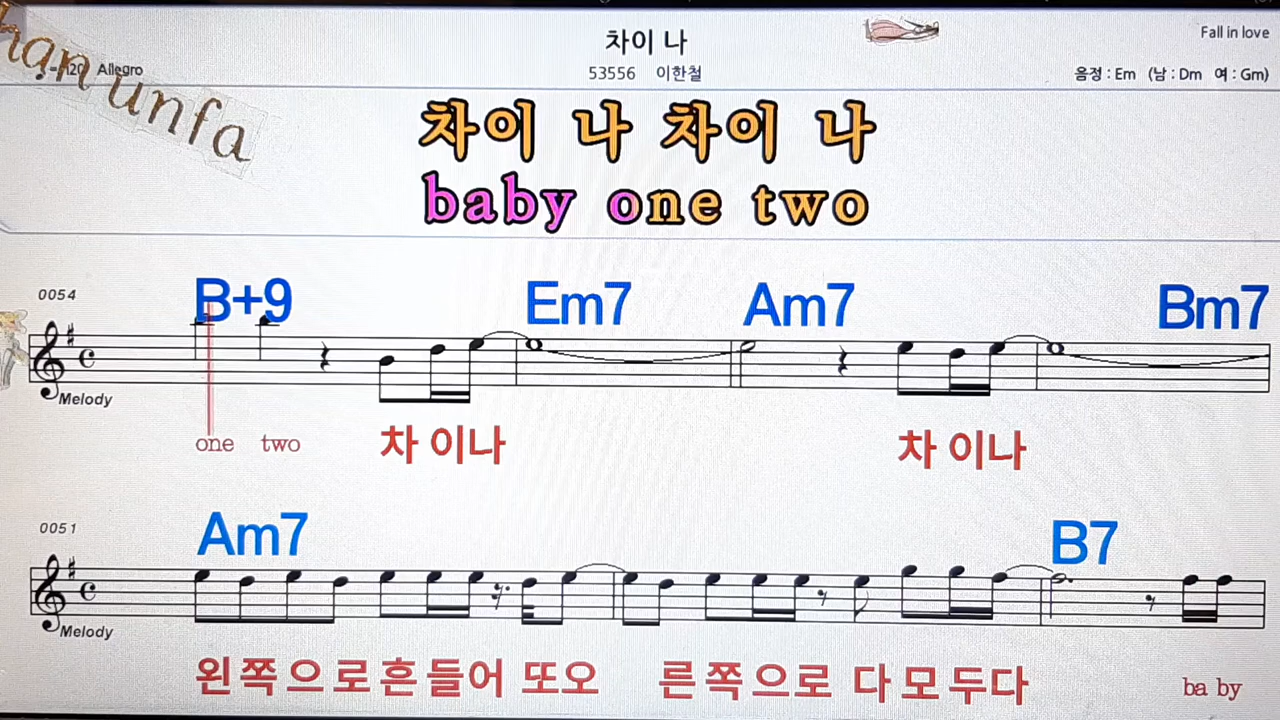 차이 나
Fall in love
han unfa
Allegro
53556 이한철
음정 : Em (남 : Dm 여 : Gm)
차이 나 차이 나
baby one two
0054
B+9 Em7 Am7 Bm7
Melody
one two 차 이나 차 이나
0051
Am7 B7
Melody
왼쪽으로흔들어 또오 른쪽으로 다모두다 ba by